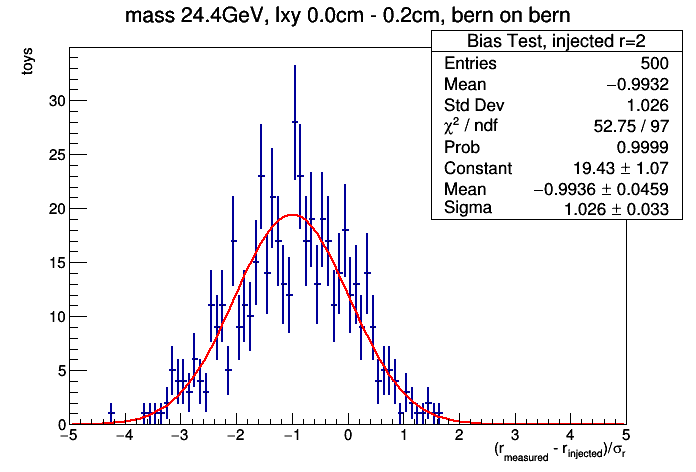 mass 24.4GeV, lxy 0.0cm - 0.2cm, bern on bern
Bias Test, injected r=2
Entries 500
Mean −0.9932
Std Dev 1.026
χ² / ndf 52.75 / 97
Prob 0.9999
Constant 19.43 ± 1.07
Mean −0.9936 ± 0.0459
Sigma 1.026 ± 0.033
toys
30
25
20
15
10
5
0
−5 −4 −3 −2 −1 0 1 2 3 4 5
(r_measured - r_injected)/σ_r